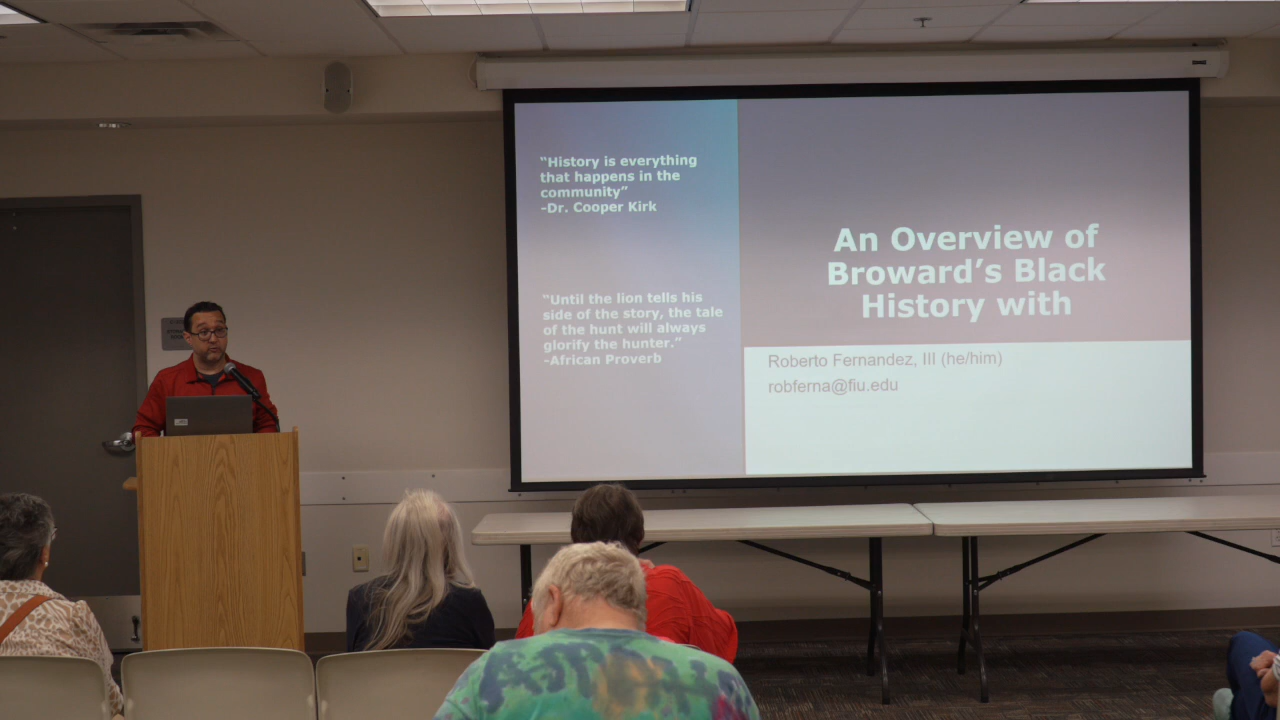 "History is everything
that happens in the
community"
-Dr. Cooper Kirk
"Until the lion tells his
side of the story, the tale
of the hunt will always
glorify the hunter."
-African Proverb
An Overview of
Broward's Black
History with
Roberto Fernandez, III (he/him)
robferna@fiu.edu